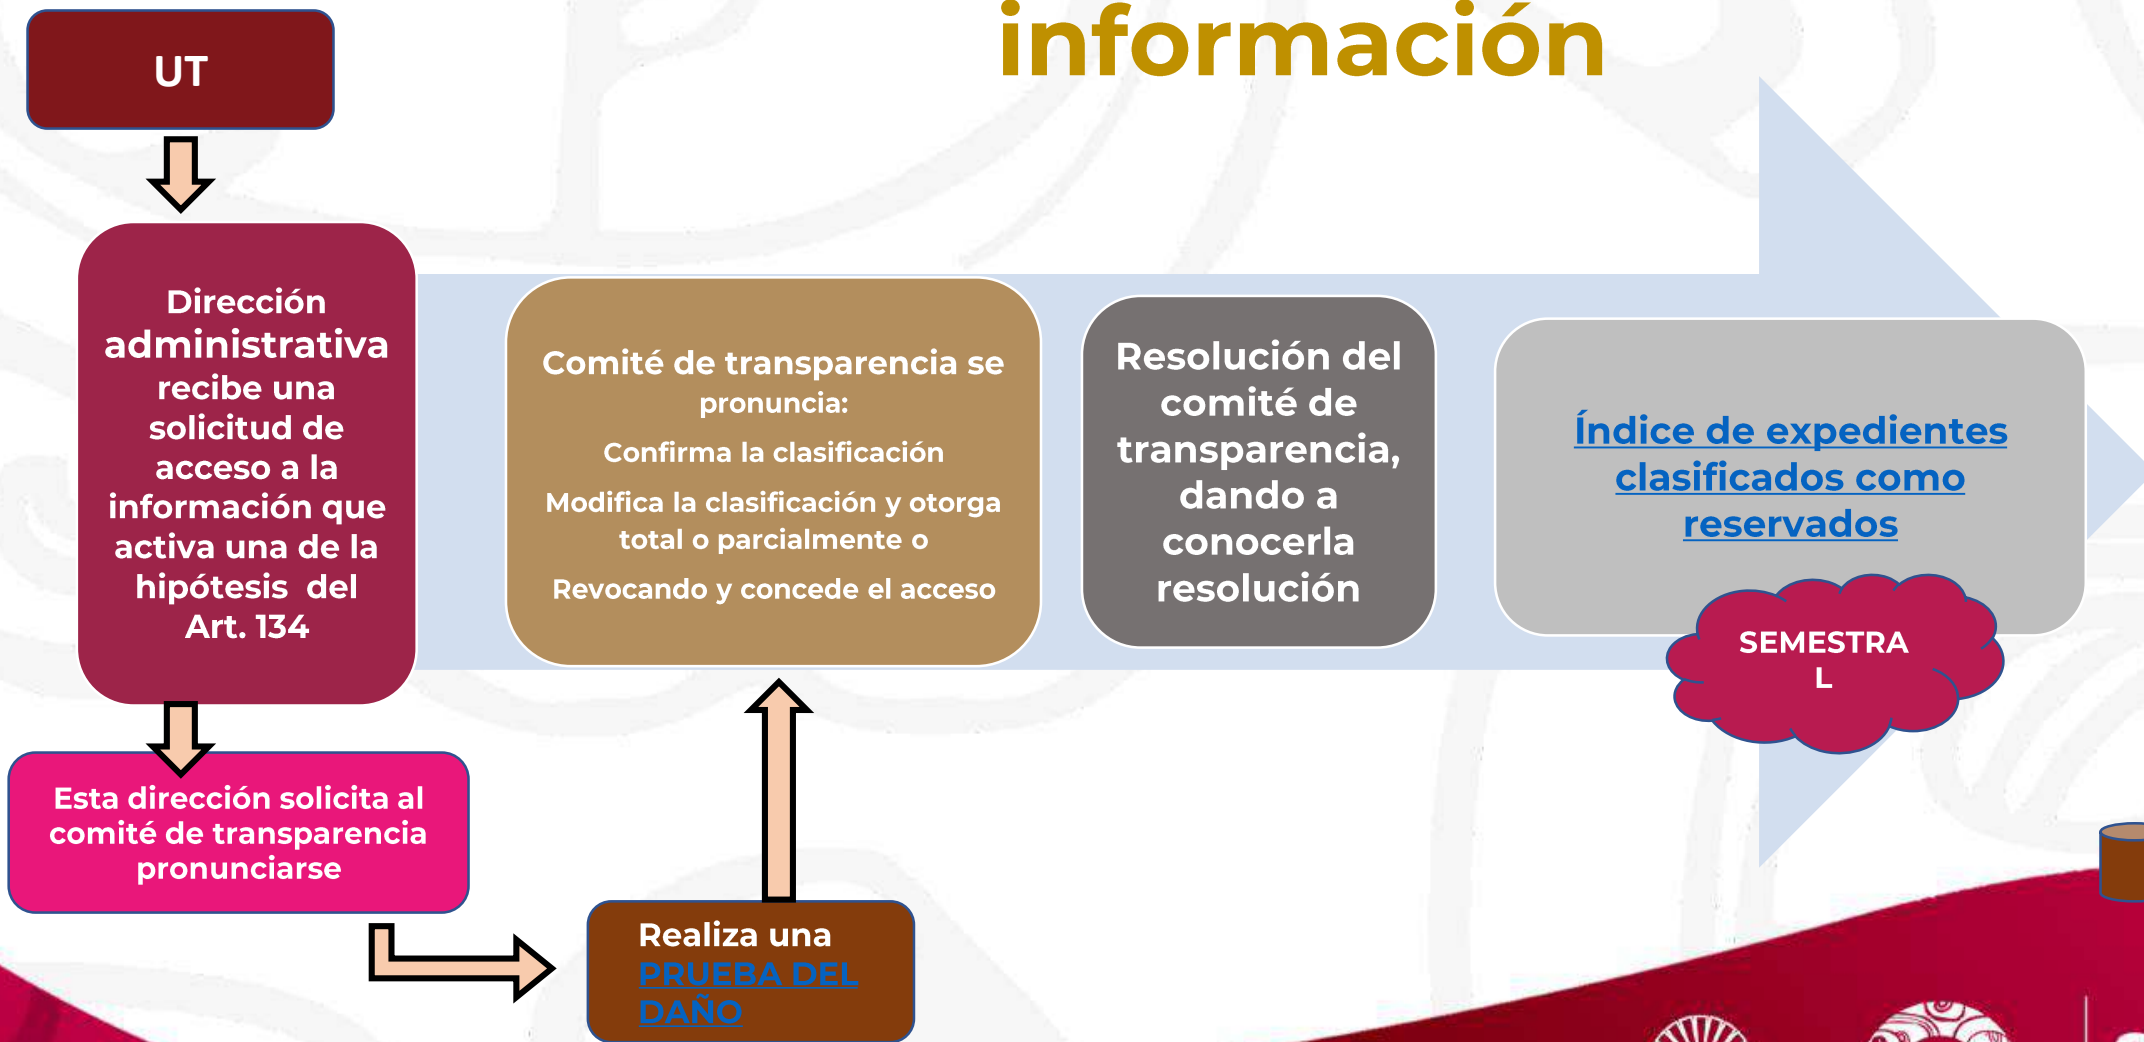 información
UT
Dirección
administrativa
recibe una
solicitud de
acceso a la
información que
activa una de la
hipótesis del
Art. 134
Esta dirección solicita al
comité de transparencia
pronunciarse
Realiza una
PRUEBA DEL
DAÑO
Comité de transparencia se
pronuncia:
Confirma la clasificación
Modifica la clasificación y otorga
total o parcialmente o
Revocando y concede el acceso
Resolución del
comité de
transparencia,
dando a
conocerla
resolución
Índice de expedientes
clasificados como
reservados
SEMESTRA
L